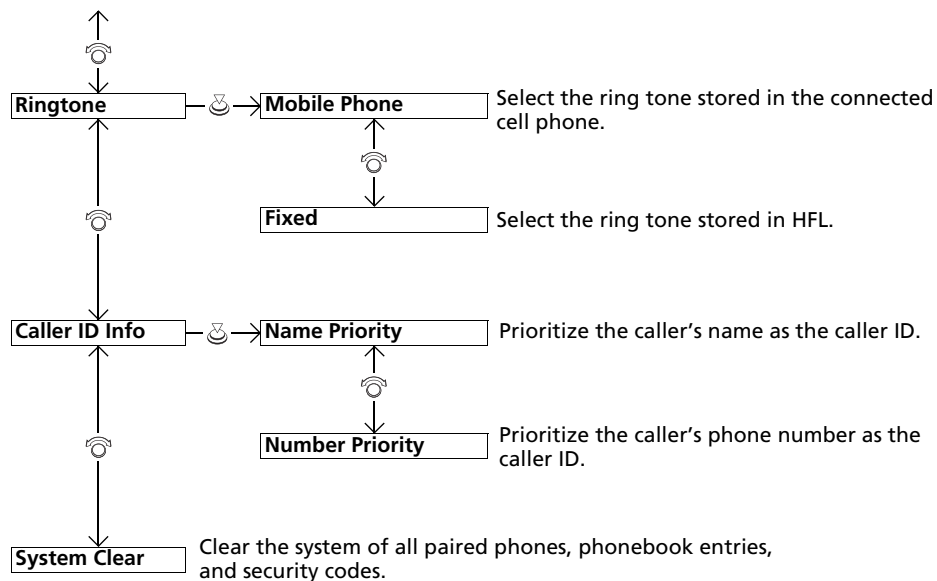 Ringtone
Mobile Phone
Select the ring tone stored in the connected
cell phone.
Fixed
Select the ring tone stored in HFL.
Caller ID Info
Name Priority
Prioritize the caller’s name as the caller ID.
Number Priority
Prioritize the caller’s phone number as the
caller ID.
System Clear
Clear the system of all paired phones, phonebook entries,
and security codes.